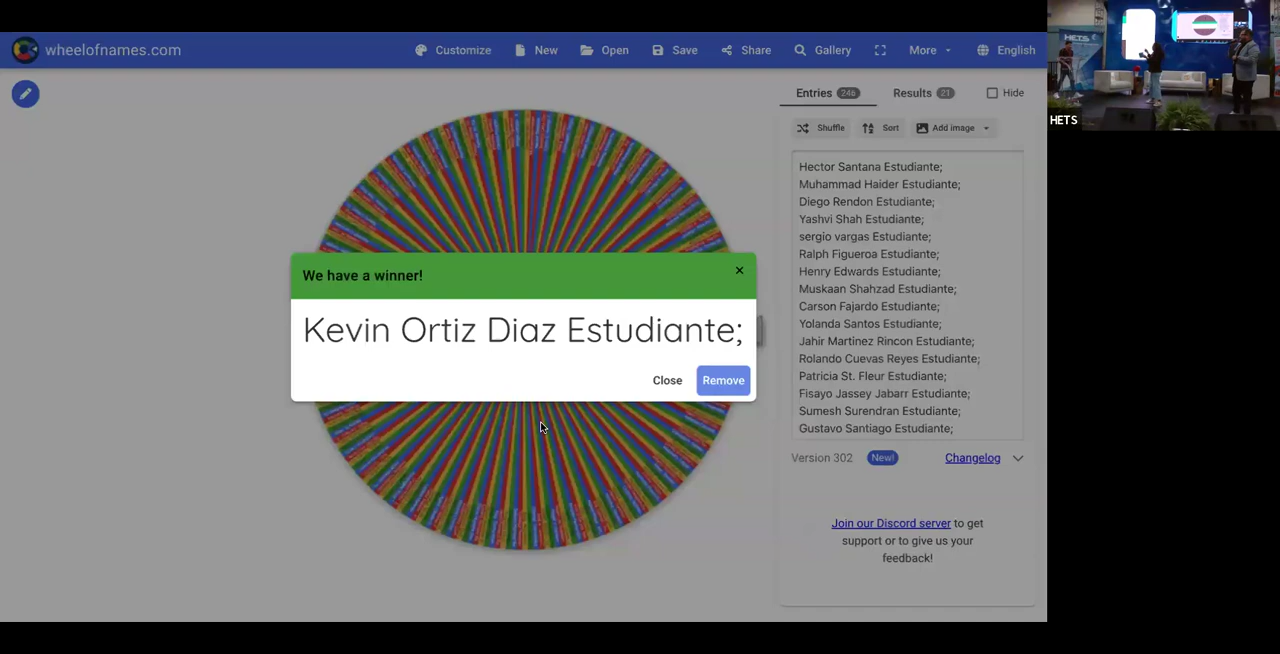 wheelofnames.com
Customize
New
Open
Save
Share
Gallery
More
English
HETS
HETS
Entries 246
Results 21
Hide
Shuffle
Sort
Add image
Hector Santana Estudiante;
Muhammad Haider Estudiante;
Diego Rendon Estudiante;
Yashvi Shah Estudiante;
sergio vargas Estudiante;
Ralph Figueroa Estudiante;
Henry Edwards Estudiante;
Muskaan Shahzad Estudiante;
Carson Fajardo Estudiante;
Yolanda Santos Estudiante;
Jahir Martinez Rincon Estudiante;
Rolando Cuevas Reyes Estudiante;
Patricia St. Fleur Estudiante;
Fisayo Jassey Jabarr Estudiante;
Sumesh Surendran Estudiante;
Gustavo Santiago Estudiante;
We have a winner!
×
Kevin Ortiz Diaz Estudiante;
Close
Remove
Version 302
New!
Changelog
Join our Discord server to get
support or to give us your
feedback!